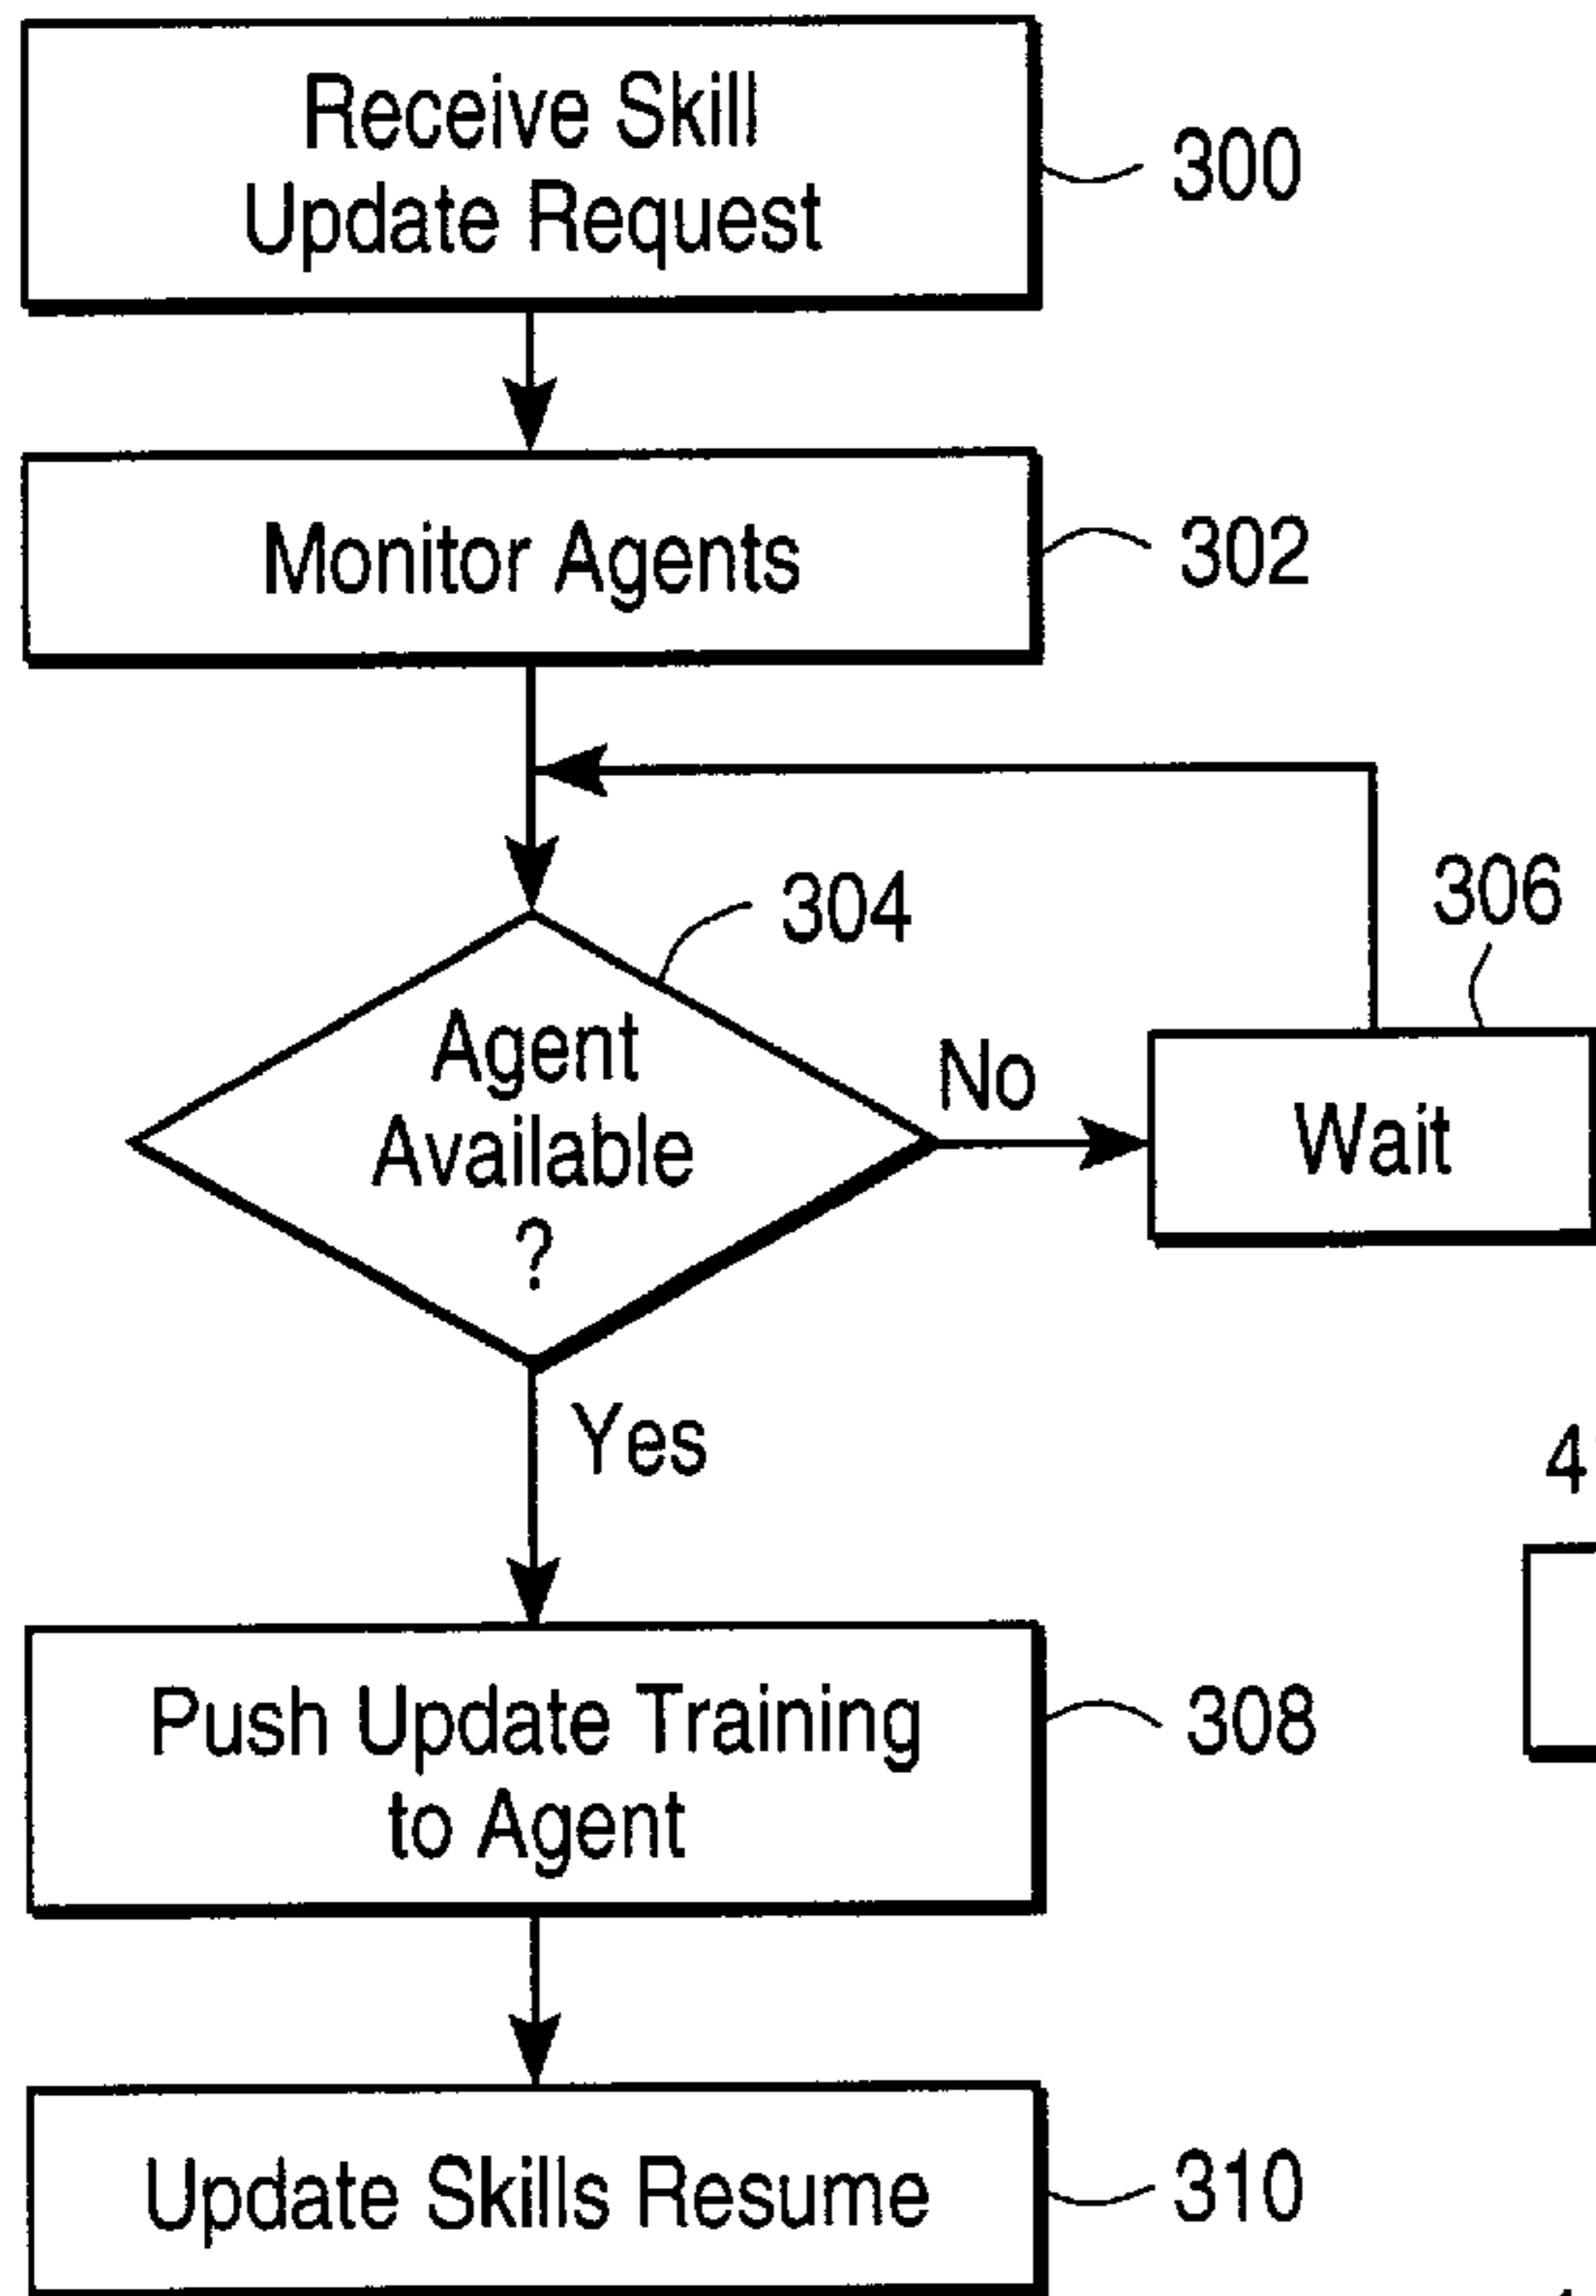 Receive Skill
Update Request
300
Monitor Agents
302
304
306
Agent
Available
?
No
Wait
Yes
4
Push Update Training
to Agent
308
Update Skills Resume
310